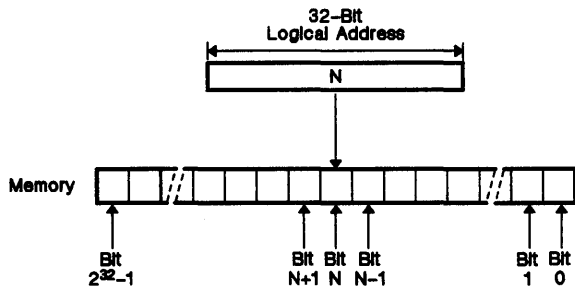 32-Bit
Logical Address
N
Memory
Bit Bit Bit Bit Bit Bit
2³²-1 N+1 N N-1 1 0